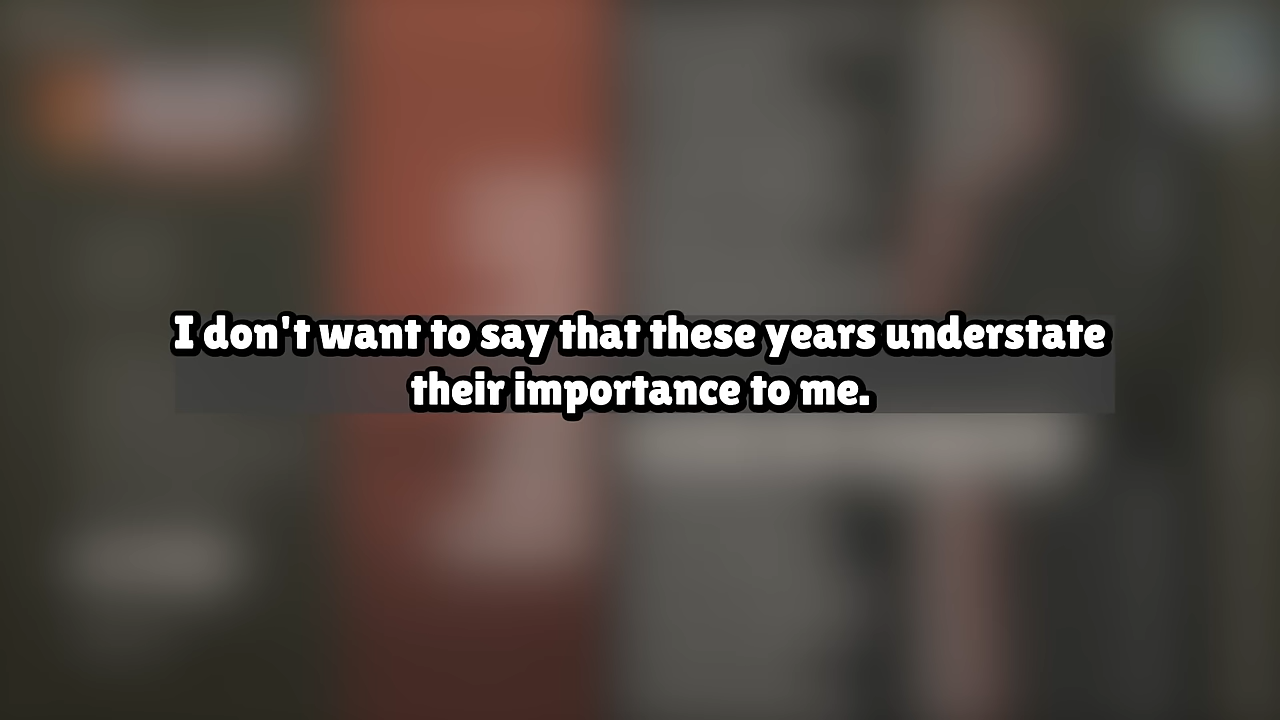 I don't want to say that these years understate
their importance to me.